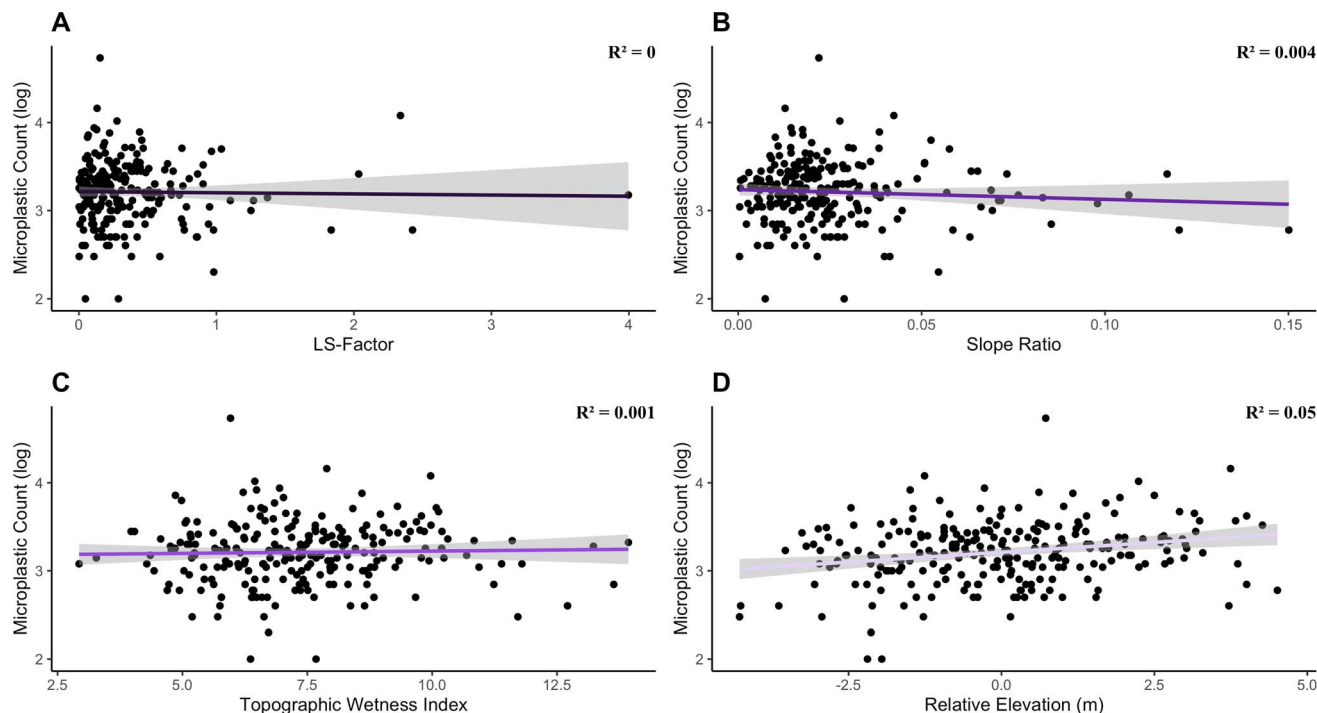 A
R² = 0
Microplastic Count (log)
4
3
2
0
1
2
3
4
LS-Factor
B
R² = 0.004
Microplastic Count (log)
4
3
2
0.00
0.05
0.10
0.15
Slope Ratio
C
R² = 0.001
Microplastic Count (log)
4
3
2
2.5
5.0
7.5
10.0
12.5
Topographic Wetness Index
D
R² = 0.05
Microplastic Count (log)
4
3
2
-2.5
0.0
2.5
5.0
Relative Elevation (m)